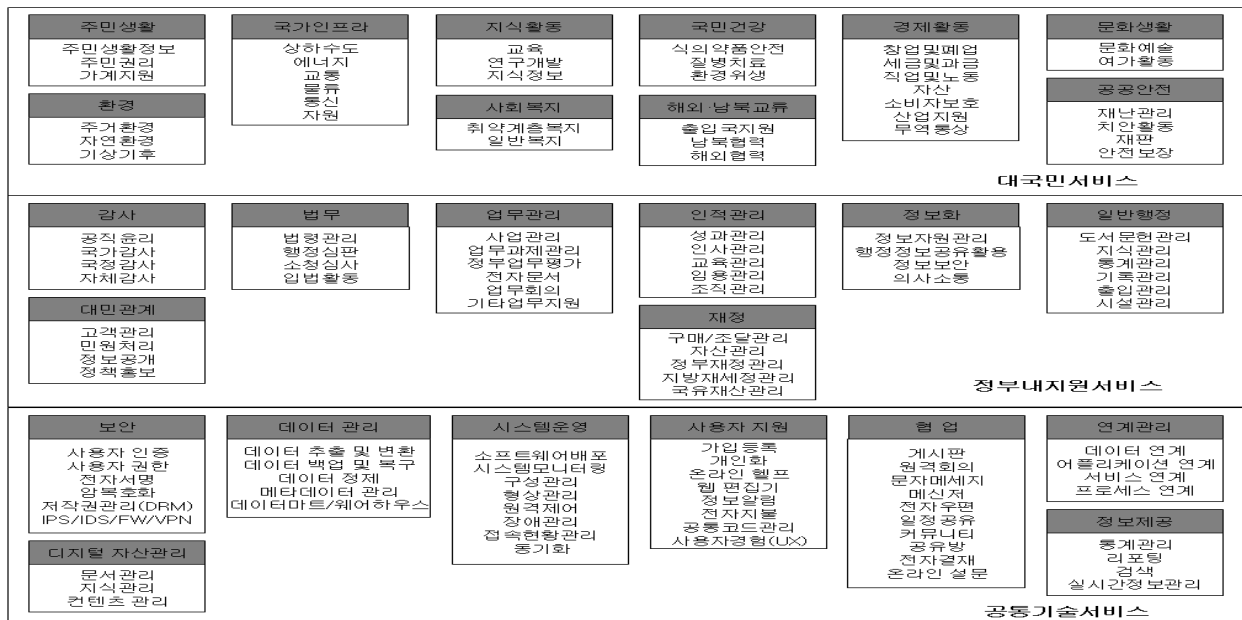 주민생활
주민생활정보
주민권리
가계지원
환경
주거환경
자연환경
기상기후
국가인프라
상하수도
에너지
교통
물류
통신
자원
지식활동
교육
연구개발
지식정보
사회복지
취약계층복지
일반복지
국민건강
식의약품안전
질병치료
환경위생
해외·남북교류
출입국지원
남북협력
해외협력
경제활동
창업및폐업
세금및과금
직업및노동
자산
소비자보호
산업지원
무역통상
문화생활
문화예술
여가활동
공공안전
재난관리
치안활동
재판
안전보장
대국민서비스
감사
공직윤리
국가감사
국정감사
자체감사
대민관계
고객관리
민원처리
정보공개
정책홍보
법무
법령관리
행정심판
소청심사
입법활동
업무관리
사업관리
업무과제관리
정부업무평가
전자문서
업무회의
기타업무지원
인적관리
성과관리
인사관리
교육관리
임용관리
조직관리
재정
구매/조달관리
자산관리
정부재정관리
지방재세정관리
국유재산관리
정보화
정보자원관리
행정정보공유활용
정보보안
의사소통
일반행정
도서문헌관리
지식관리
통계관리
기록관리
출입관리
시설관리
정부내지원서비스
보안
사용자 인증
사용자 권한
전자서명
암복호화
저작권관리(DRM)
IPS/IDS/FW/VPN
디지털 자산관리
문서관리
지식관리
컨텐츠 관리
데이터 관리
데이터 추출 및 변환
데이터 백업 및 복구
데이터 정제
메타데이터 관리
데이터마트/웨어하우스
시스템운영
소프트웨어배포
시스템모니터링
구성관리
형상관리
원격제어
장애관리
접속현황관리
동기화
사용자 지원
가입등록
개인화
온라인 헬프
웹 편집기
정보알림
전자지불
공통코드관리
사용자경험(UX)
협 업
게시판
원격회의
문자메세지
메신저
전자우편
일정공유
커뮤니티
공유방
전자결재
온라인 설문
연계관리
데이터 연계
어플리케이션 연계
서비스 연계
프로세스 연계
정보제공
통계관리
리포팅
검색
실시간정보관리
공통기술서비스